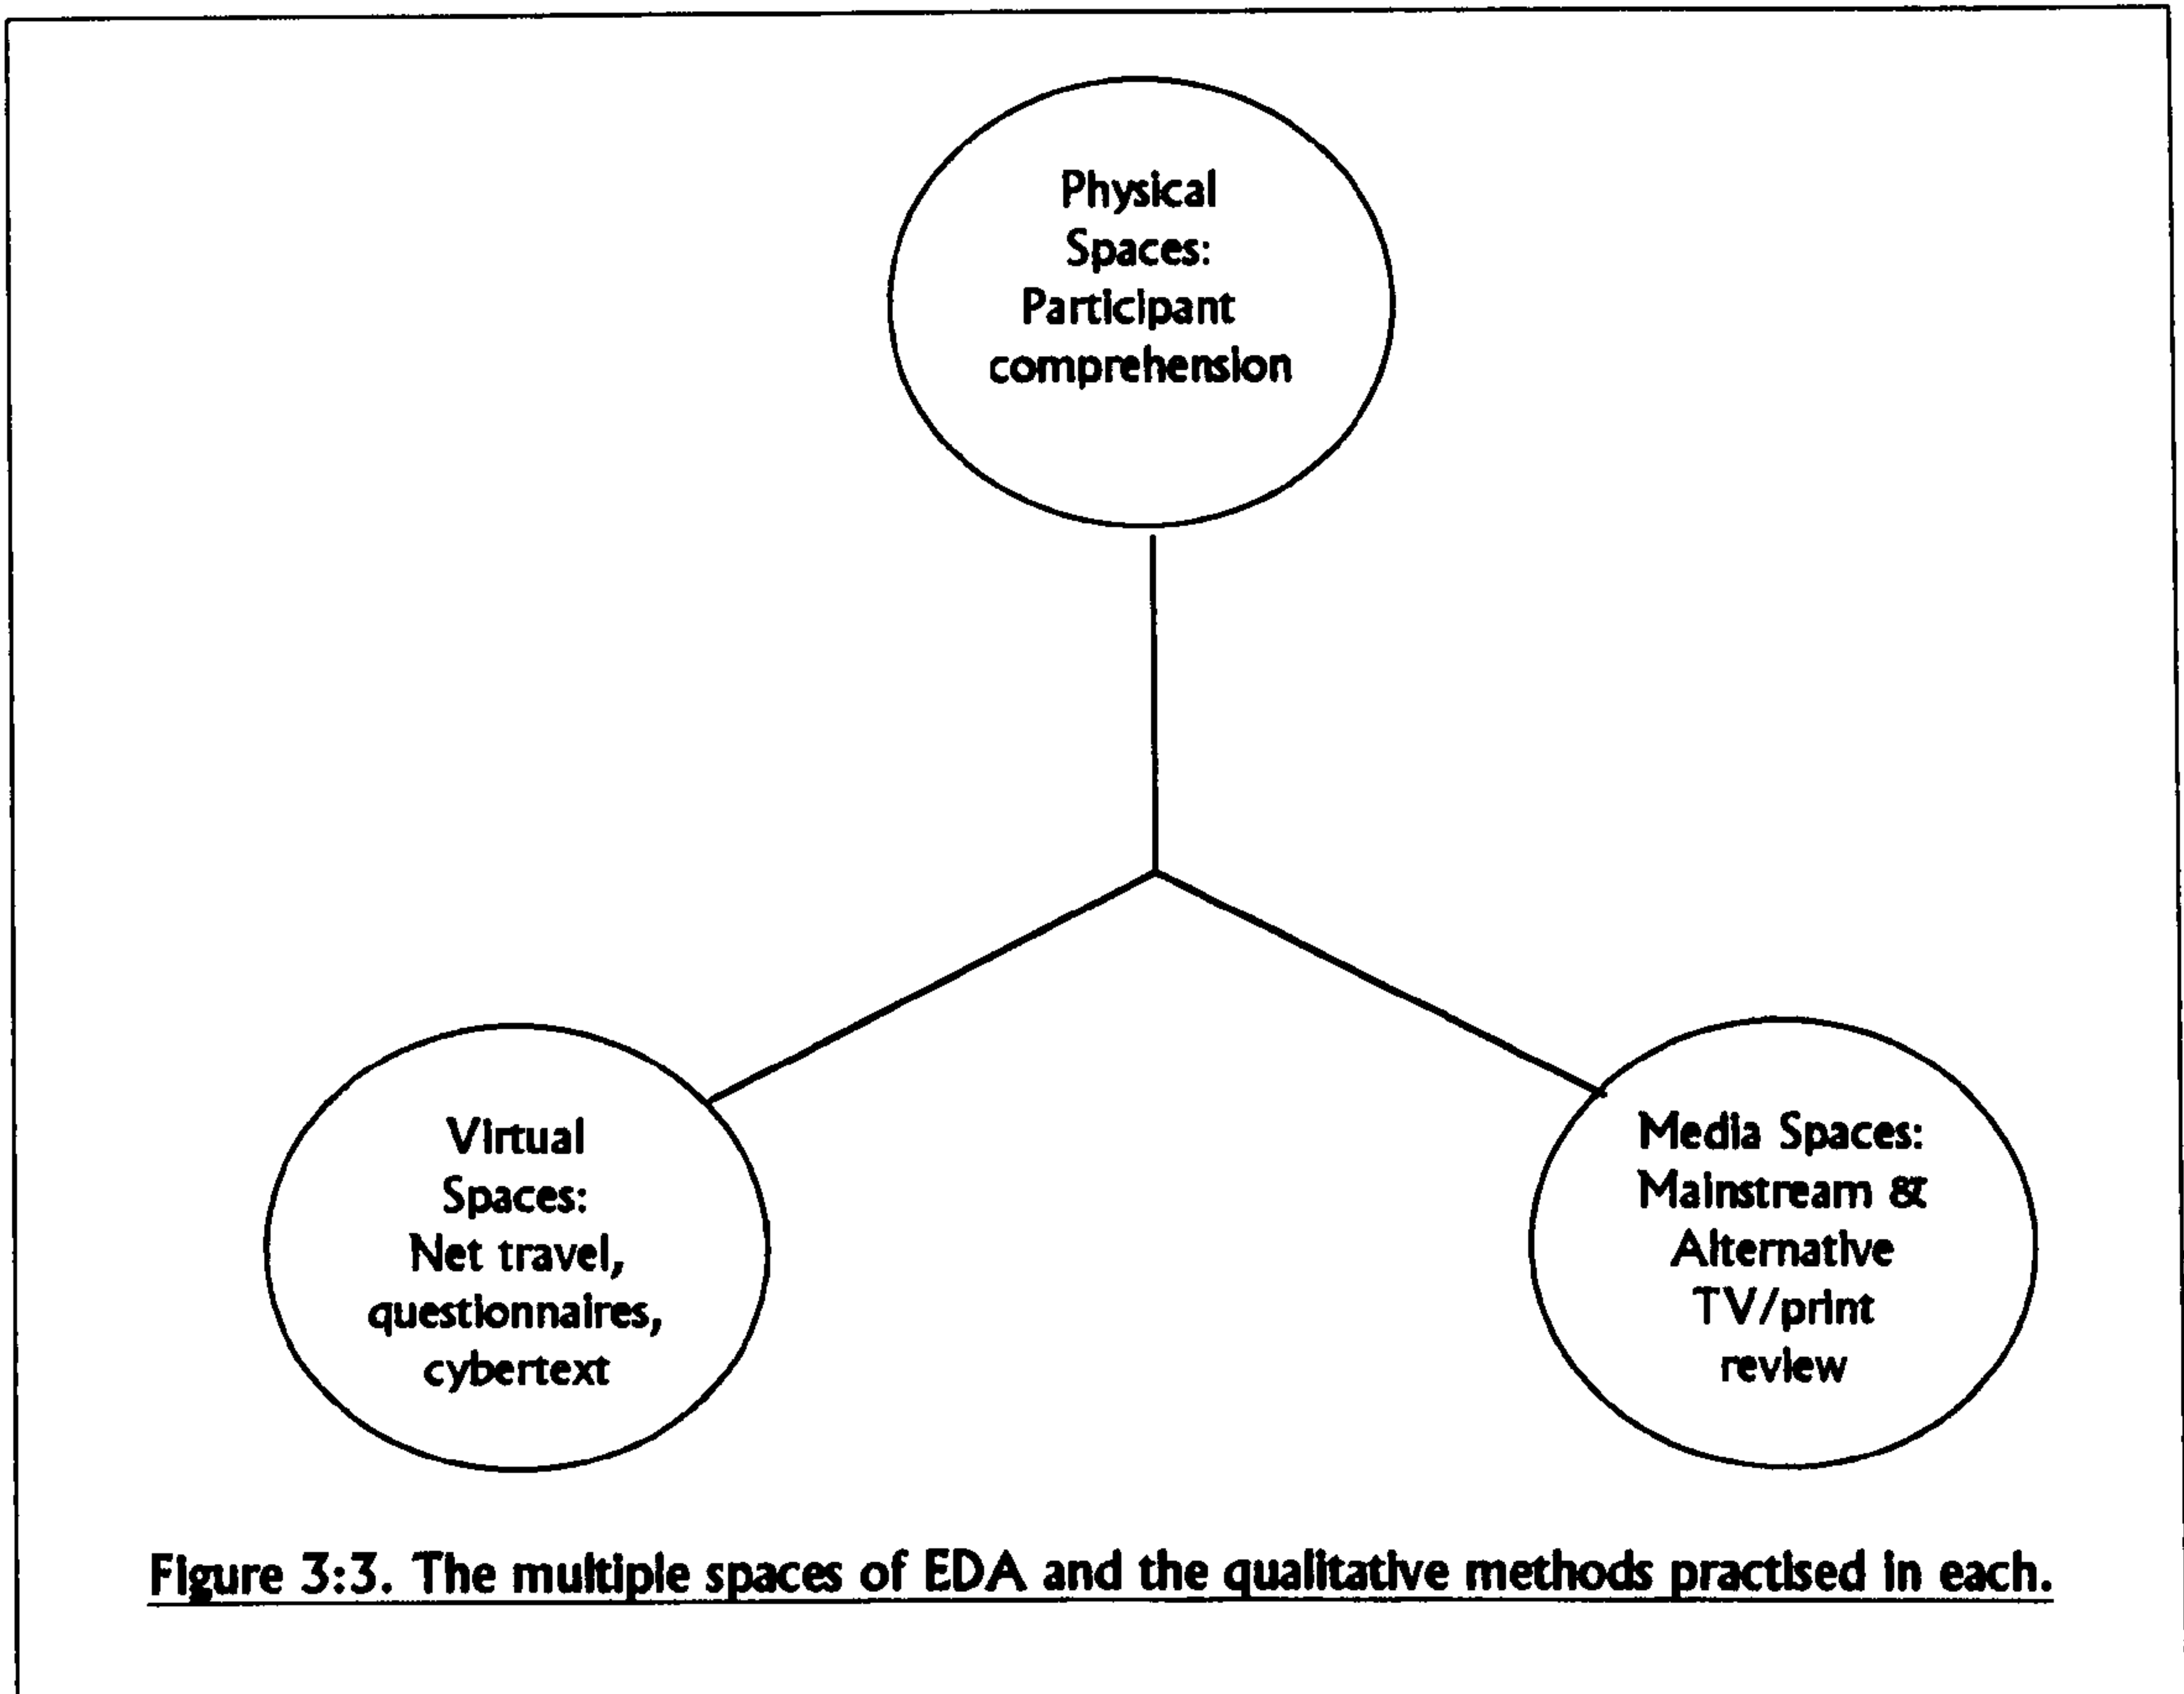 Physical
Spaces:
Participant
comprehension
Virtual
Spaces:
Net travel,
questionnaires,
cybertext
Media Spaces:
Mainstream &
Alternative
TV/print
review
Figure 3:3. The multiple spaces of EDA and the qualitative methods practised in each.